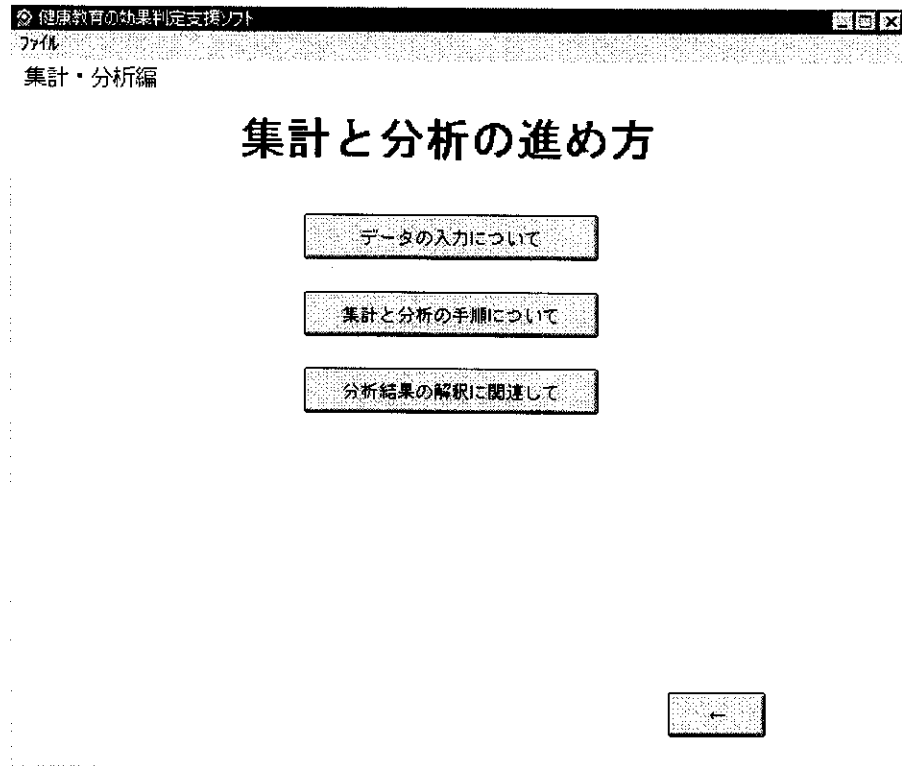 健康教育の効果判定支援ソフト
ファイル
集計・分析編
集計と分析の進め方
データの入力について
集計と分析の手順について
分析結果の解釈に関連して
←